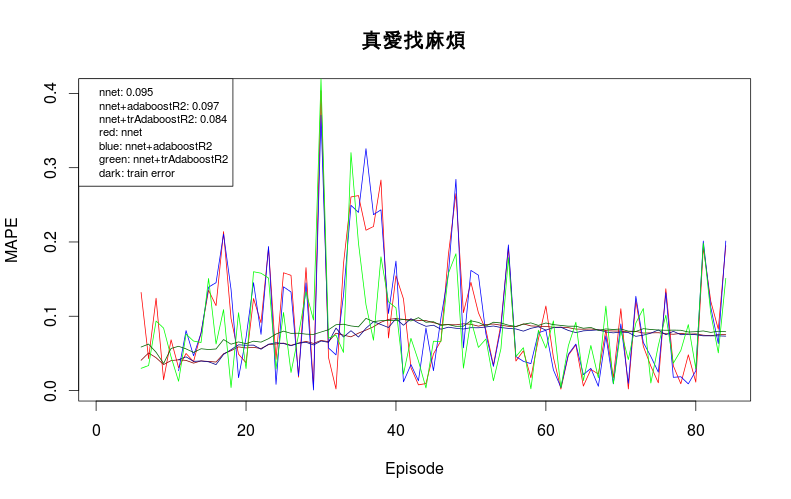 真愛找麻煩
nnet: 0.095
nnet+adaboostR2: 0.097
nnet+trAdaboostR2: 0.084
red: nnet
blue: nnet+adaboostR2
green: nnet+trAdaboostR2
dark: train error
MAPE
0.4
0.3
0.2
0.1
0.0
0 20 40 60 80
Episode